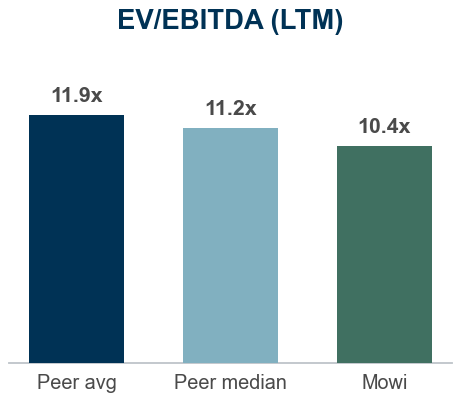 EV/EBITDA (LTM)
11.9x
11.2x
10.4x
Peer avg
Peer median
Mowi